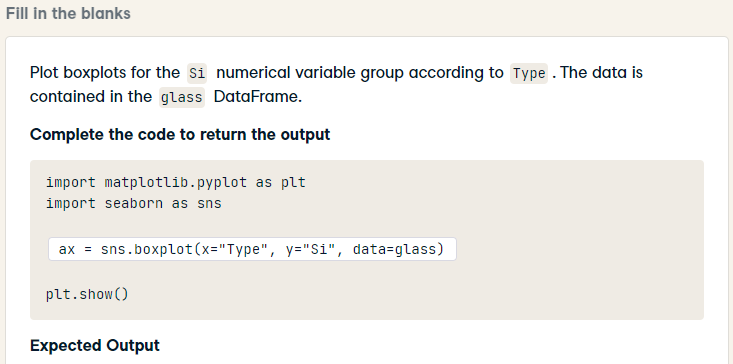 Fill in the blanks
Plot boxplots for the Si numerical variable group according to Type . The data is
contained in the glass DataFrame.
Complete the code to return the output
import matplotlib.pyplot as plt
import seaborn as sns
ax = sns.boxplot(x="Type", y="Si", data=glass)
plt.show()
Expected Output